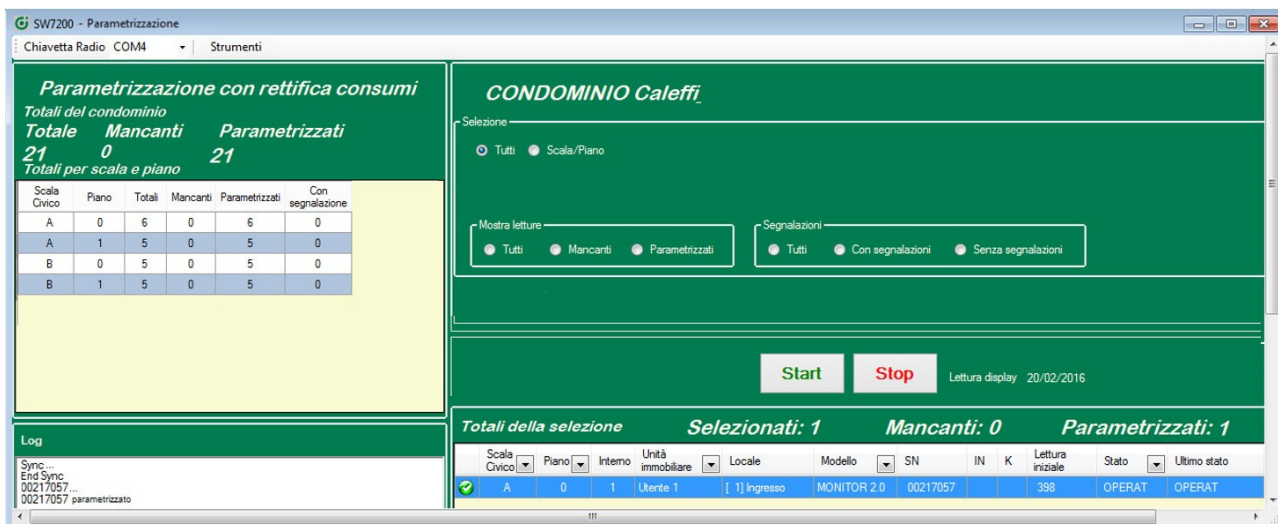 SW7200 - Parametrizzazione
Chiavetta Radio COM4 Strumenti
Parametrizzazione con rettifica consumi
Totali del condominio
Totale Mancanti Parametrizzati
21 0 21
Totali per scala e piano
Scala Civico Piano Totali Mancanti Parametrizzati Con segnalazione
A 0 6 0 6 0
A 1 5 0 5 0
B 0 5 0 5 0
B 1 5 0 5 0
Log
Sync...
End Sync
00217057...
00217057 parametrizzato
CONDOMINIO Caleffi_
Selezione
Tutti Scala/Piano
Mostra letture
Tutti Mancanti Parametrizzati
Segnalazioni
Tutti Con segnalazioni Senza segnalazioni
Start Stop Lettura display 20/02/2016
Totali della selezione Selezionati: 1 Mancanti: 0 Parametrizzati: 1
Scala Civico Piano Interno Unità immobiliare Locale Modello SN IN K Lettura iniziale Stato Ultimo stato
A 0 1 Utente 1 [ 1] Ingresso MONITOR 2.0 00217057 398 OPERAT OPERAT